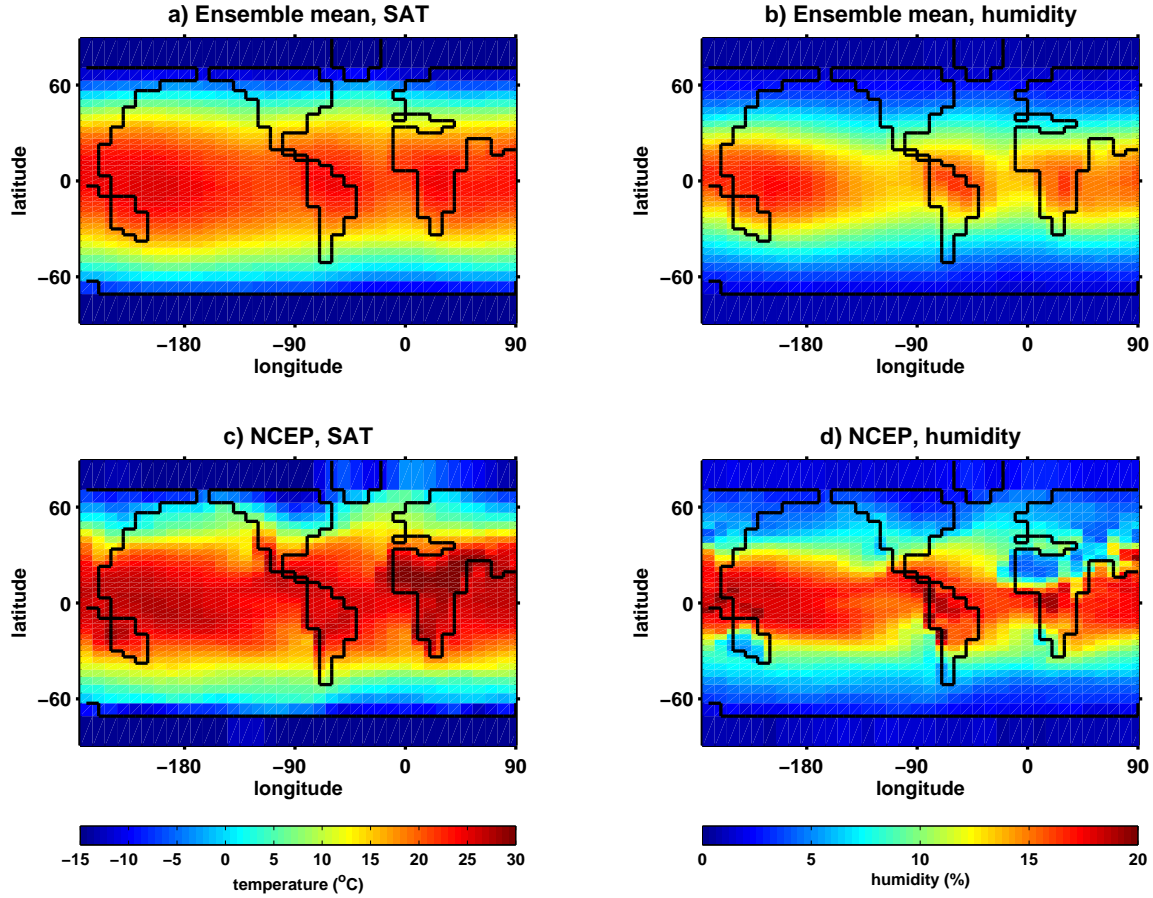 a) Ensemble mean, SAT
b) Ensemble mean, humidity
60
0
−60
latitude
−180
−90
0
90
longitude
60
0
−60
latitude
−180
−90
0
90
longitude
c) NCEP, SAT
d) NCEP, humidity
60
0
−60
latitude
−180
−90
0
90
longitude
60
0
−60
latitude
−180
−90
0
90
longitude
−15 −10 −5 0 5 10 15 20 25 30
temperature (°C)
0 5 10 15 20
humidity (%)